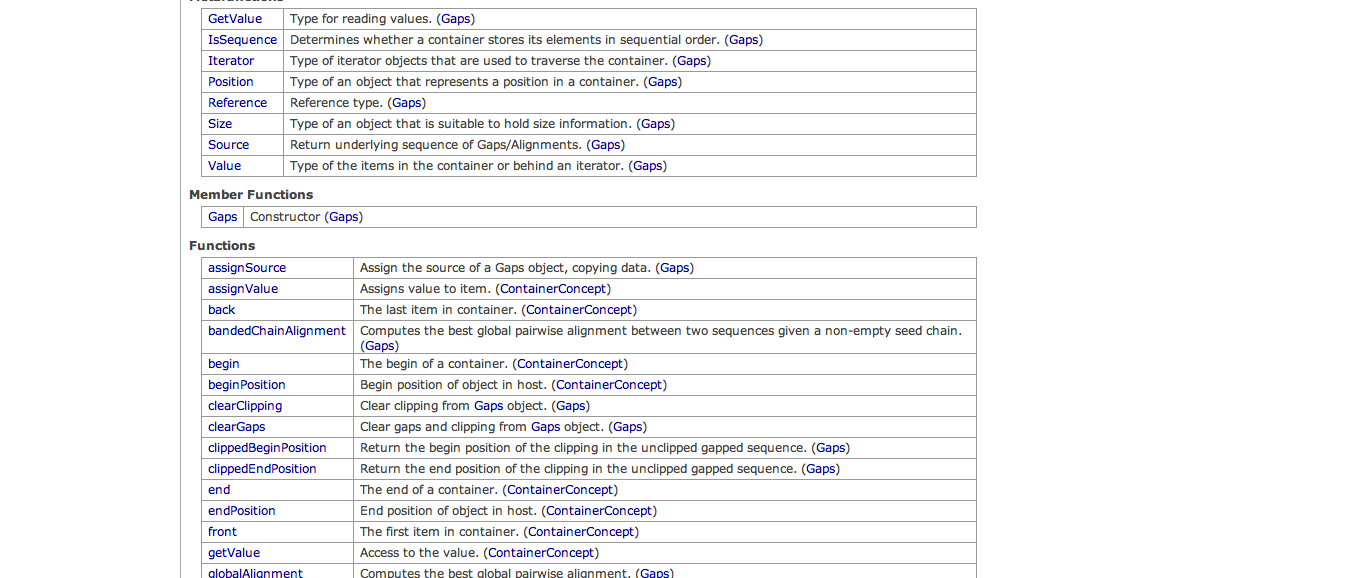 GetValue Type for reading values. (Gaps)
IsSequence Determines whether a container stores its elements in sequential order. (Gaps)
Iterator Type of iterator objects that are used to traverse the container. (Gaps)
Position Type of an object that represents a position in a container. (Gaps)
Reference Reference type. (Gaps)
Size Type of an object that is suitable to hold size information. (Gaps)
Source Return underlying sequence of Gaps/Alignments. (Gaps)
Value Type of the items in the container or behind an iterator. (Gaps)
Member Functions
Gaps Constructor (Gaps)
Functions
assignSource Assign the source of a Gaps object, copying data. (Gaps)
assignValue Assigns value to item. (ContainerConcept)
back The last item in container. (ContainerConcept)
bandedChainAlignment Computes the best global pairwise alignment between two sequences given a non-empty seed chain.
(Gaps)
begin The begin of a container. (ContainerConcept)
beginPosition Begin position of object in host. (ContainerConcept)
clearClipping Clear clipping from Gaps object. (Gaps)
clearGaps Clear gaps and clipping from Gaps object. (Gaps)
clippedBeginPosition Return the begin position of the clipping in the unclipped gapped sequence. (Gaps)
clippedEndPosition Return the end position of the clipping in the unclipped gapped sequence. (Gaps)
end The end of a container. (ContainerConcept)
endPosition End position of object in host. (ContainerConcept)
front The first item in container. (ContainerConcept)
getValue Access to the value. (ContainerConcept)
globalAlignment Computes the best global pairwise alignment. (Gaps)